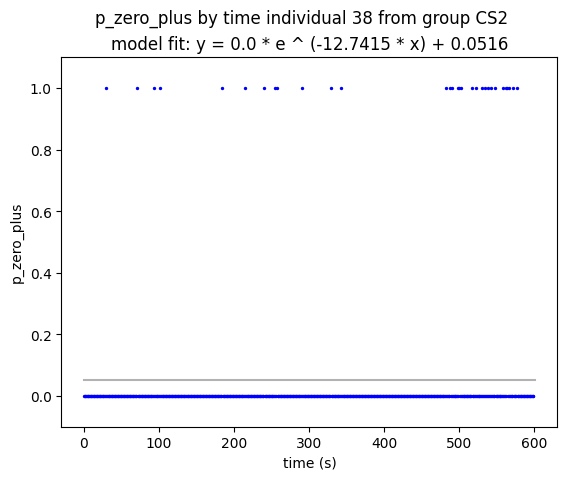 p_zero_plus by time individual 38 from group CS2
model fit: y = 0.0 * e ^ (-12.7415 * x) + 0.0516
1.0
0.8
0.6
0.4
0.2
0.0
p_zero_plus
0 100 200 300 400 500 600
time (s)